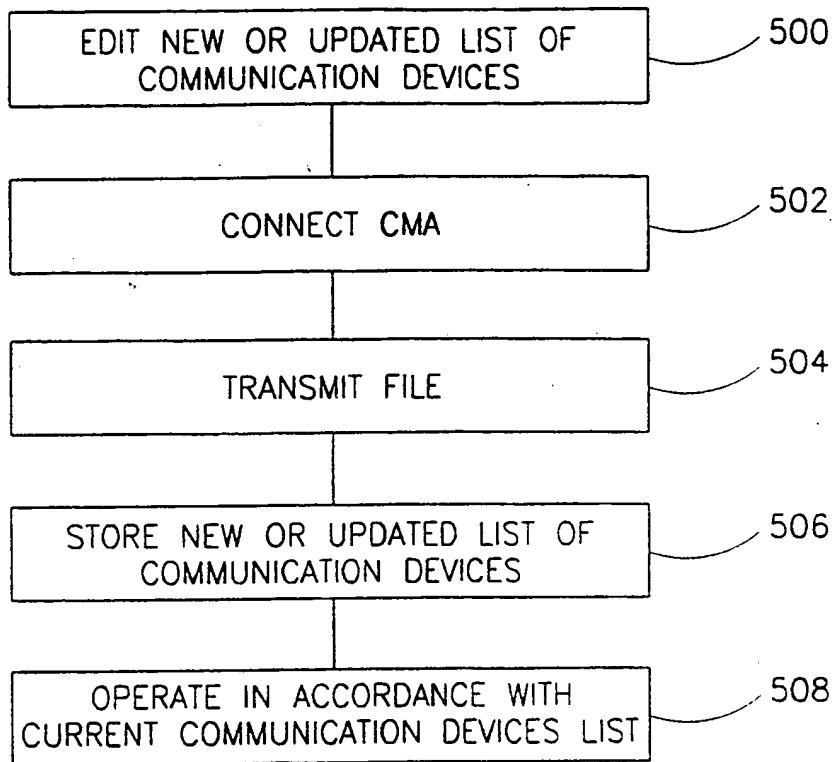 EDIT NEW OR UPDATED LIST OF
COMMUNICATION DEVICES
500
CONNECT CMA
502
TRANSMIT FILE
504
STORE NEW OR UPDATED LIST OF
COMMUNICATION DEVICES
506
OPERATE IN ACCORDANCE WITH
CURRENT COMMUNICATION DEVICES LIST
508